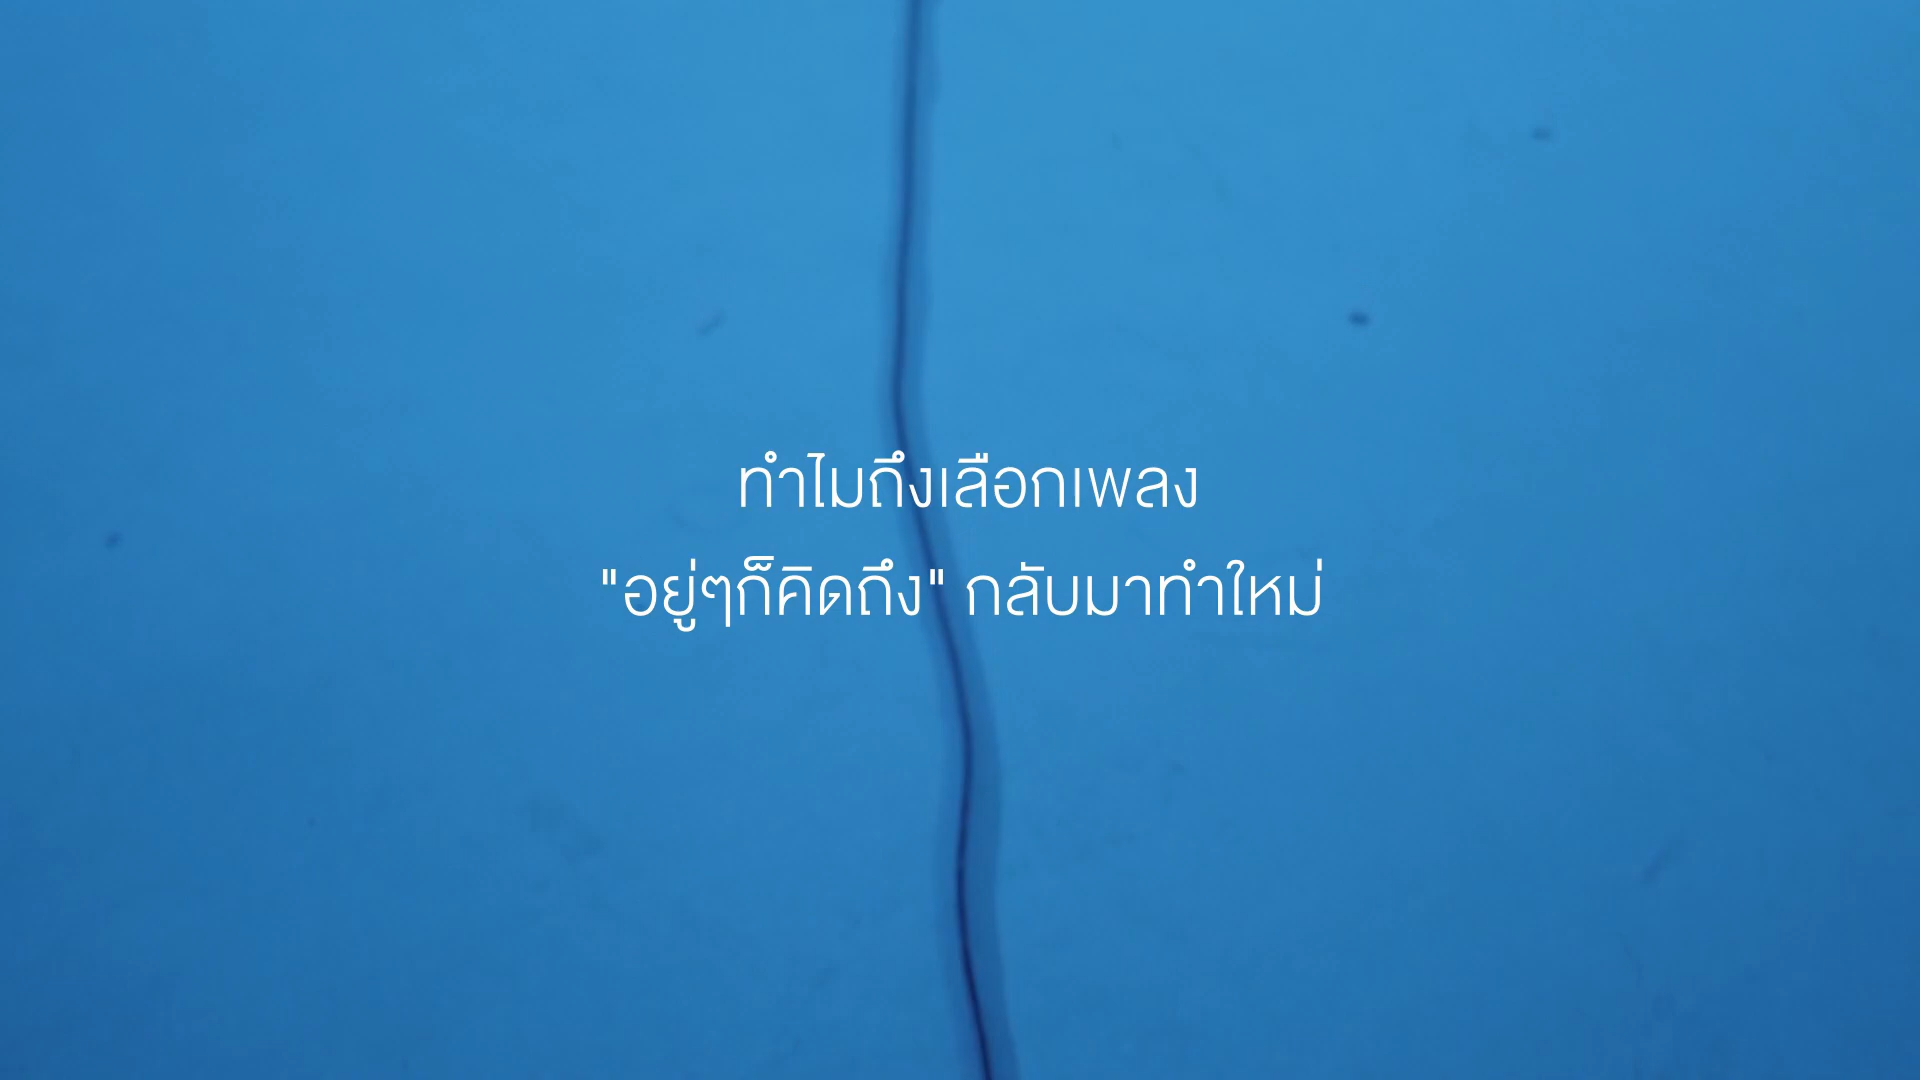 ทำไมถึงเลือกเพลง
"อยู่ๆก็คิดถึง" กลับมาทำใหม่